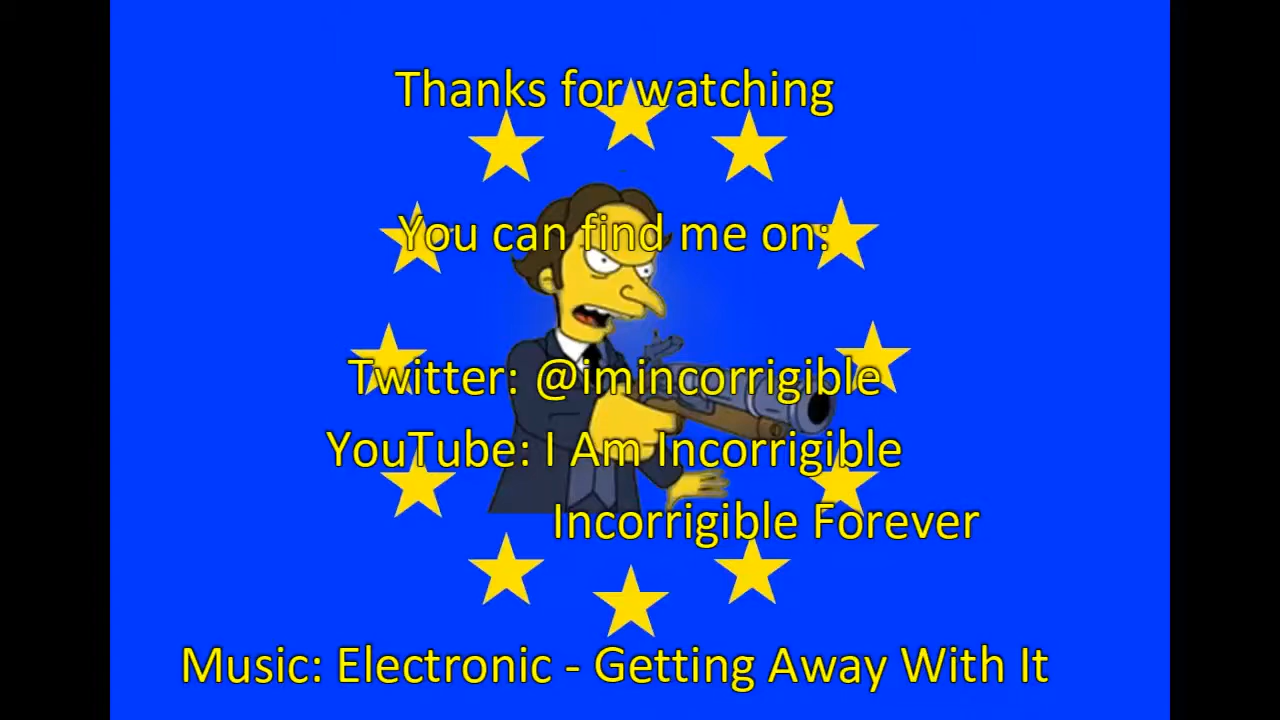 Thanks for watching
You can find me on:
Twitter: @imincorrigible
YouTube: I Am Incorrigible
Incorrigible Forever
Music: Electronic - Getting Away With It